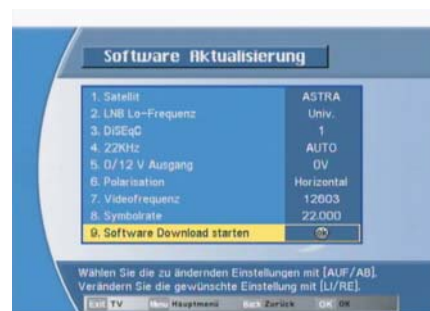 Software Aktualisierung
1. Satellit ASTRA
2. LNB Lo-Frequenz Univ.
3. DiSEqC 1
4. 22KHz AUTO
5. 0/12 V Ausgang 0V
6. Polarisation Horizontal
7. Videofrequenz 12603
8. Symbolrate 22.000
9. Software Download starten OK
Wählen Sie die zu ändernden Einstellungen mit [AUF/AB].
Verändern Sie die gewünschte Einstellung mit [LI/RE].
Exit TV Menu Hauptmenü Back Zurück OK OK